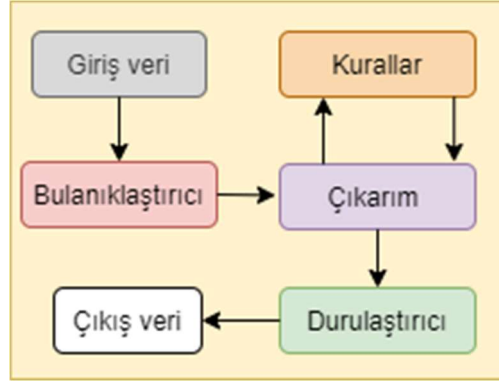 Giriş veri
Kurallar
Bulanıklaştırıcı
Çıkarım
Çıkış veri
Durulaştırıcı